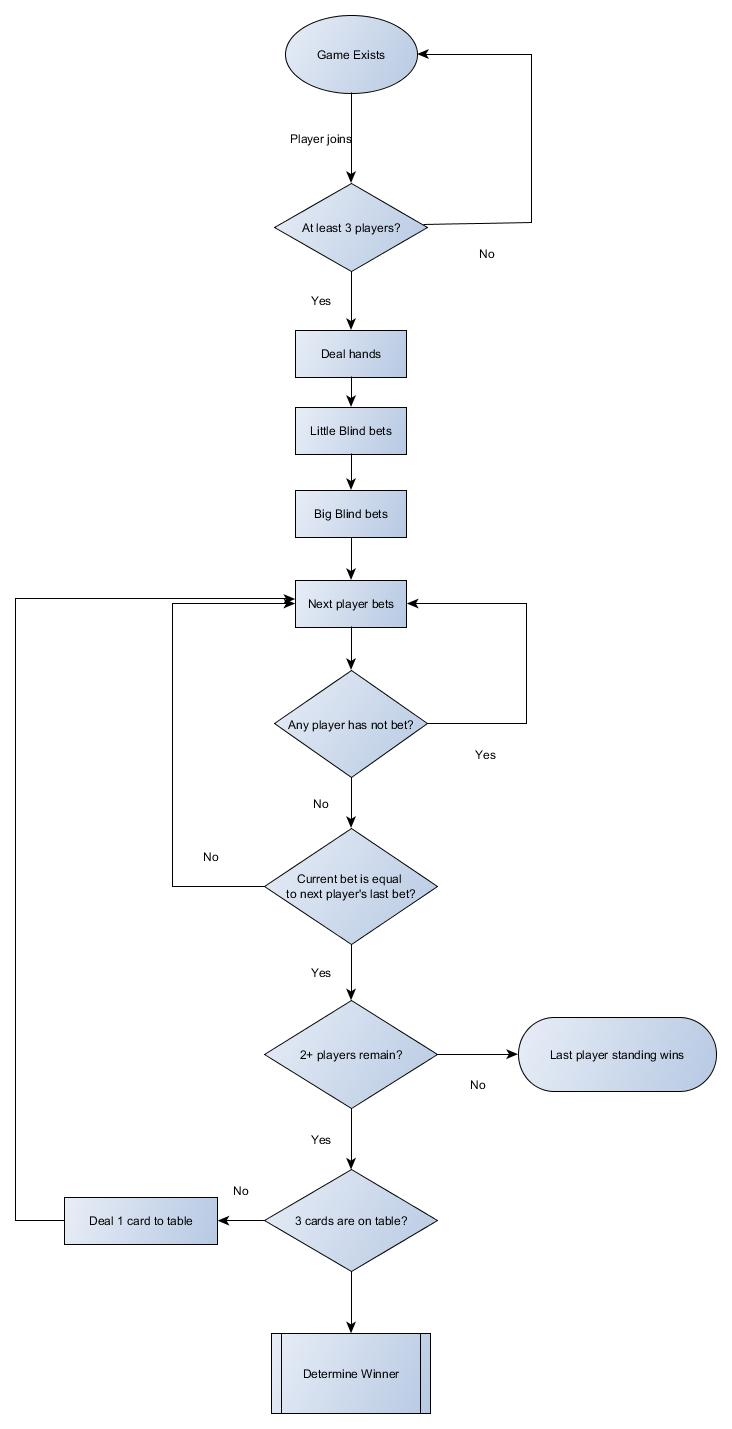 Game Exists
Player joins
At least 3 players?
No
Yes
Deal hands
Little Blind bets
Big Blind bets
Next player bets
Any player has not bet?
Yes
No
No
Current bet is equal
to next player's last bet?
Yes
2+ players remain?
Last player standing wins
No
Yes
No
Deal 1 card to table
3 cards are on table?
Determine Winner